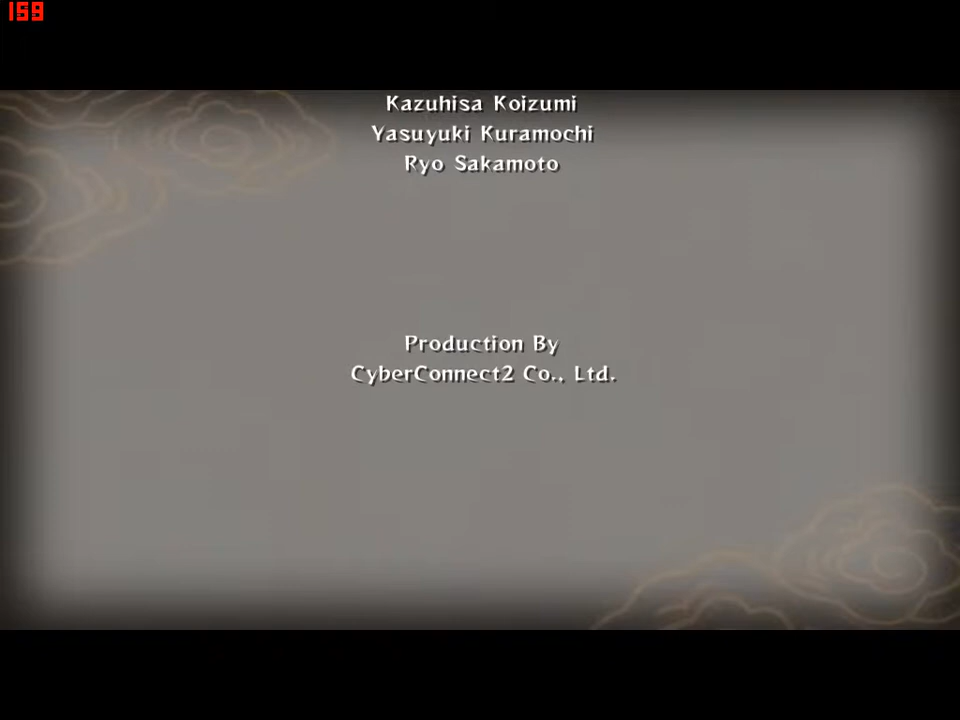 159
Kazuhisa Koizumi
Yasuyuki Kuramochi
Ryo Sakamoto
Production By
CyberConnect2 Co., Ltd.